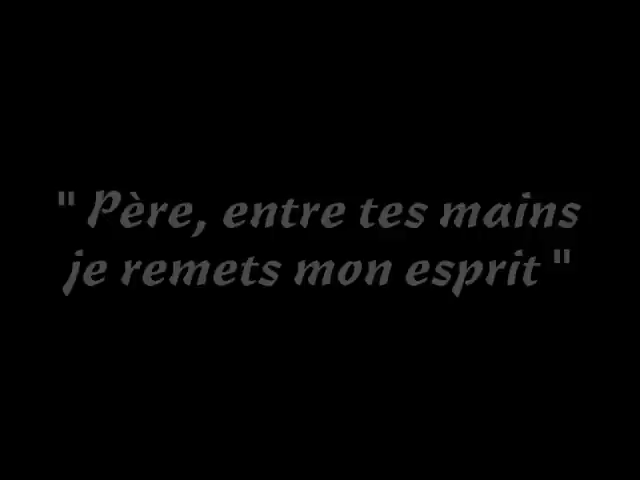 " Père, entre tes mains
je remets mon esprit "